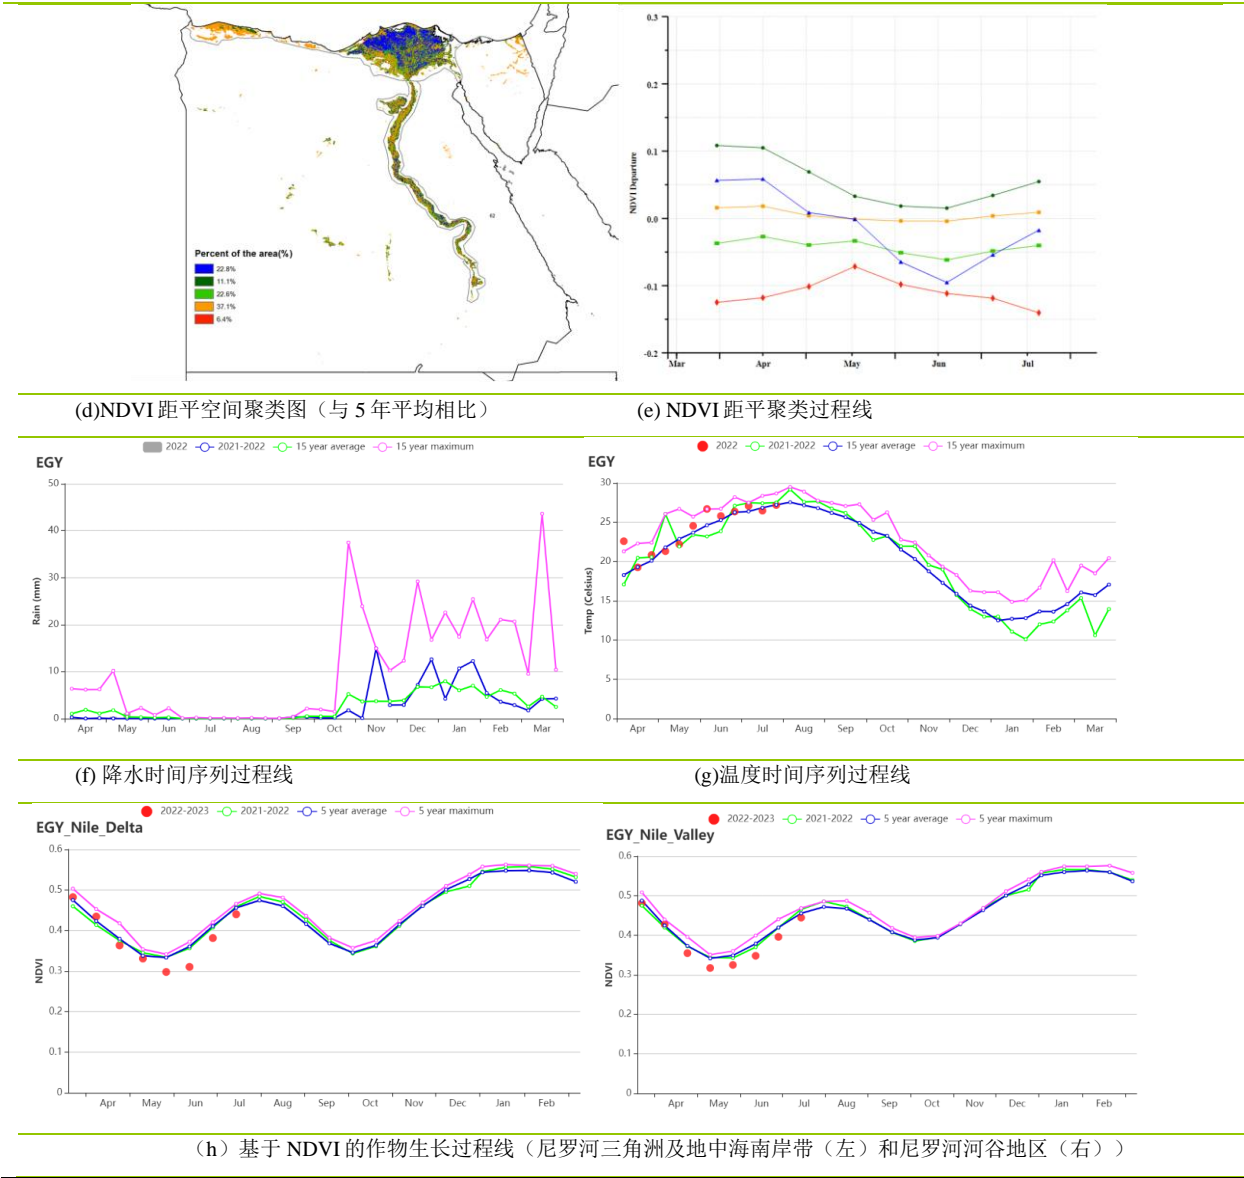 62
Percent of the area(%)
22.8%
11.1%
22.6%
37.1%
6.4%
0.3
0.2
0.1
0.0
-0.1
-0.2
NDVI Departure
Mar Apr May Jun Jul
(d)NDVI 距平空间聚类图（与 5 年平均相比）
(e) NDVI 距平聚类过程线
2022 2021-2022 15 year average 15 year maximum
EGY
50
40
30
20
10
0
Rain (mm)
Apr May Jun Jul Aug Sep Oct Nov Dec Jan Feb Mar
2022 2021-2022 15 year average 15 year maximum
EGY
30
25
20
15
10
5
0
Temp (Celsius)
Apr May Jun Jul Aug Sep Oct Nov Dec Jan Feb Mar
(f) 降水时间序列过程线
(g)温度时间序列过程线
2022-2023 2021-2022 5 year average 5 year maximum
EGY_Nile_Delta
0.6
0.5
0.4
0.3
0.2
0.1
0
NDVI
Apr May Jun Jul Aug Sep Oct Nov Dec Jan Feb
2022-2023 2021-2022 5 year average 5 year maximum
EGY_Nile_Valley
0.6
0.5
0.4
0.3
0.2
0.1
0
NDVI
Apr May Jun Jul Aug Sep Oct Nov Dec Jan Feb
（h）基于 NDVI 的作物生长过程线（尼罗河三角洲及地中海南岸带（左）和尼罗河河谷地区（右））